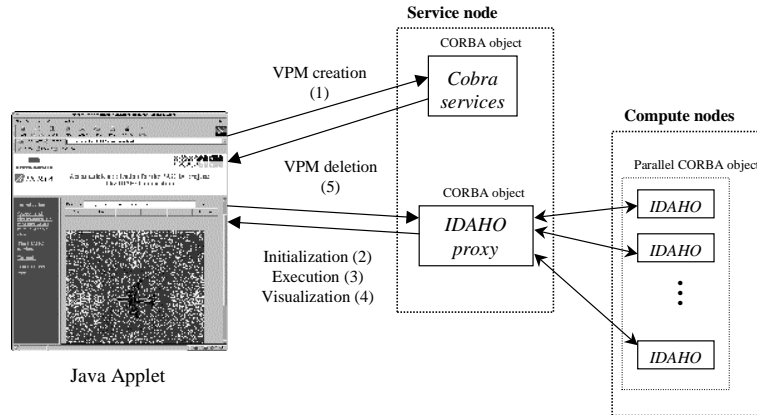 Service node
CORBA object
VPM creation
(1)
Cobra
services
Compute nodes
VPM deletion
(5)
Parallel CORBA object
CORBA object
IDAHO
proxy
IDAHO
IDAHO
IDAHO
Initialization (2)
Execution (3)
Visualization (4)
Java Applet